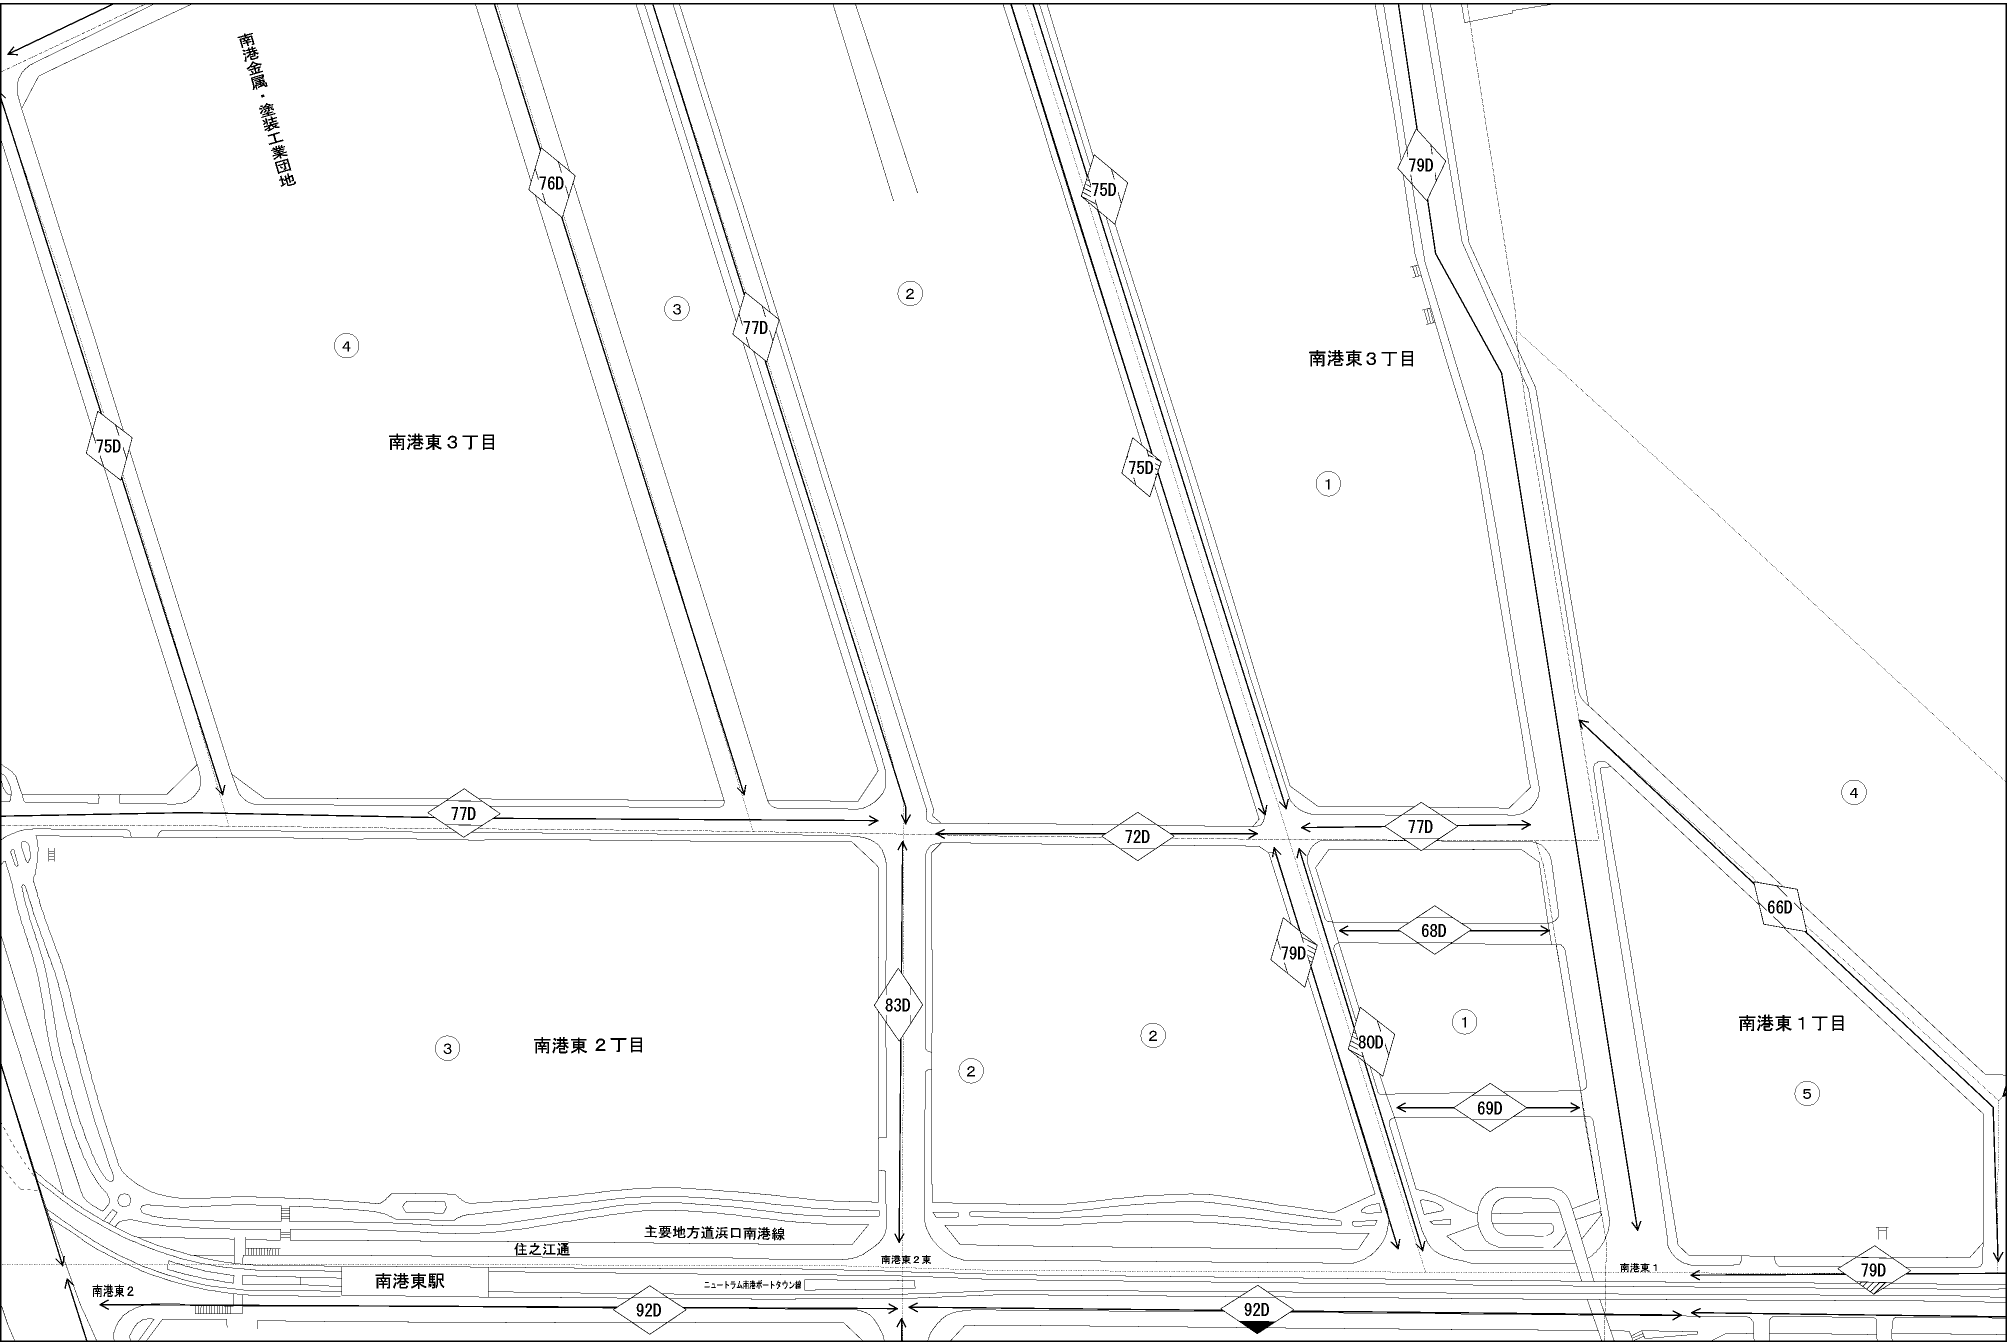 南港金属・塗装工業団地
76D
79D
75D
③
②
77D
④
南港東３丁目
南港東３丁目
75D
75D
①
77D
72D
77D
④
66D
68D
79D
83D
80D
①
南港東１丁目
②
③
南港東２丁目
②
⑤
69D
主要地方道浜口南港線
住之江通
南港東２東
南港東１
79D
南港東駅
ニュートラム南港ポートタウン線
南港東2
92D
92D